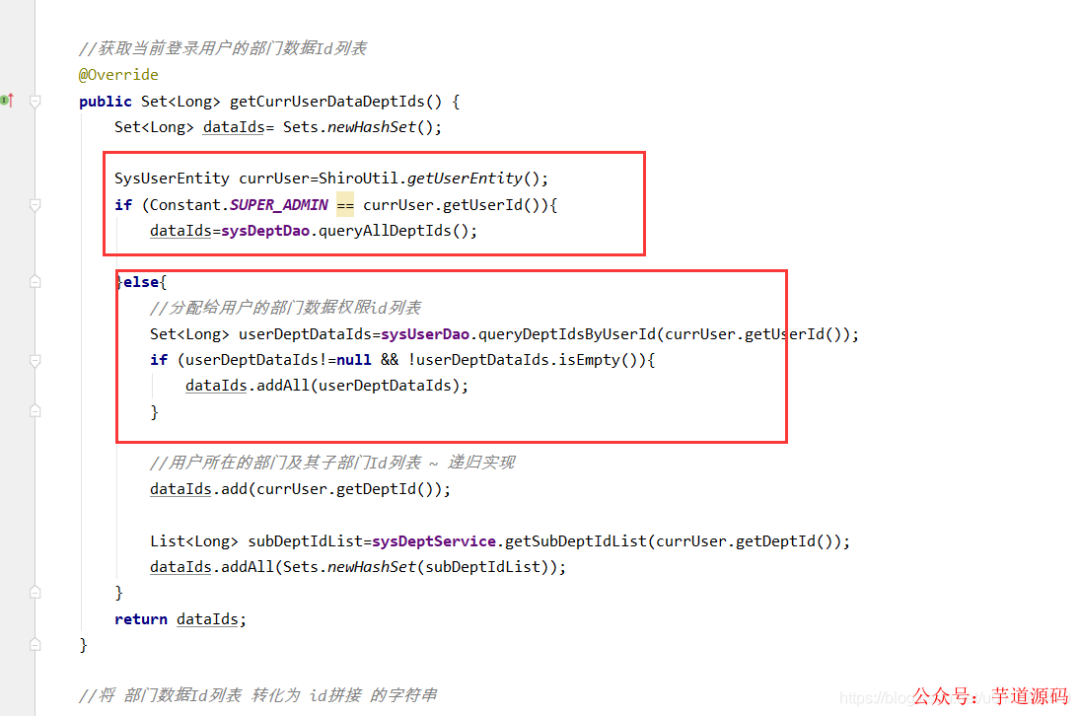 //获取当前登录用户的部门数据Id列表
@Override
public Set<Long> getCurrUserDataDeptIds() {
Set<Long> dataIds= Sets.newHashSet();
SysUserEntity currUser=ShiroUtil.getUserEntity();
if (Constant.SUPER_ADMIN == currUser.getUserId()){
dataIds=sysDeptDao.queryAllDeptIds();
}else{
//分配给用户的部门数据权限id列表
Set<Long> userDeptDataIds=sysUserDao.queryDeptIdsByUserId(currUser.getUserId());
if (userDeptDataIds!=null && !userDeptDataIds.isEmpty()){
dataIds.addAll(userDeptDataIds);
}
//用户所在的部门及其子部门Id列表 ~ 递归实现
dataIds.add(currUser.getDeptId());
List<Long> subDeptIdList=sysDeptService.getSubDeptIdList(currUser.getDeptId());
dataIds.addAll(Sets.newHashSet(subDeptIdList));
}
return dataIds;
}
//将 部门数据Id列表 转化为 id拼接 的字符串
公众号：芋道源码